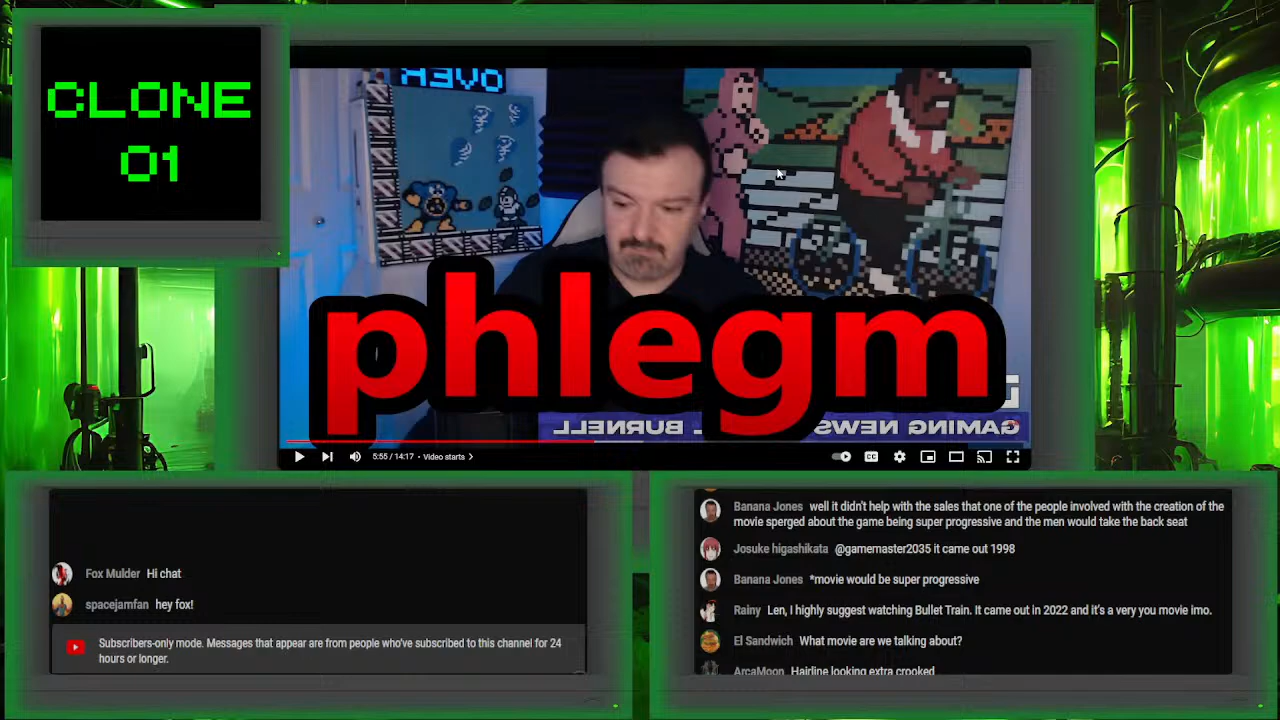 CLONE
01
OVER
phlegm
GAMING NEWS
BURNELL
5:55 / 14:17 • Video starts
CC
Fox Mulder Hi chat
spacejamfan hey fox!
Subscribers-only mode. Messages that appear are from people who've subscribed to this channel for 24
hours or longer.
Banana Jones well it didn't help with the sales that one of the people involved with the creation of the
movie sperged about the game being super progressive and the men would take the back seat
Josuke higashikata @gamemaster2035 it came out 1998
Banana Jones *movie would be super progressive
Rainy Len, I highly suggest watching Bullet Train. It came out in 2022 and it's a very you movie imo.
El Sandwich What movie are we talking about?
ArcaMoon Hairline looking extra crooked